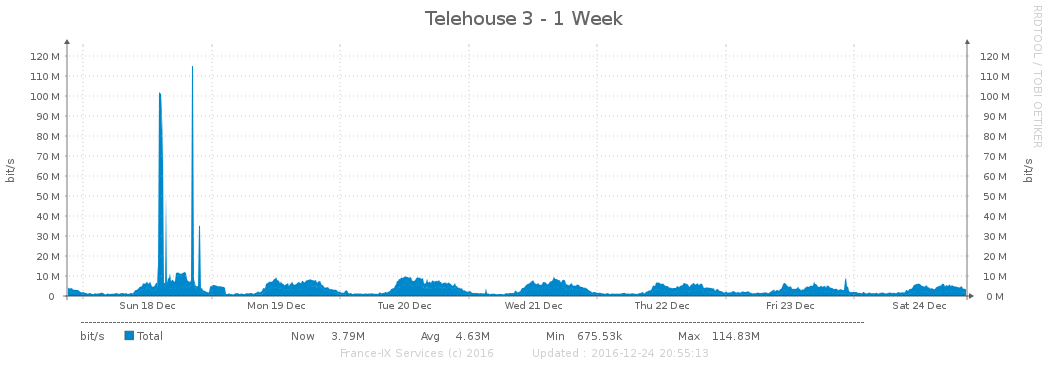 Telehouse 3 - 1 Week
RRDTOOL / TOBI OETIKER
120 M 120 M
110 M 110 M
100 M 100 M
90 M 90 M
80 M 80 M
70 M 70 M
60 M 60 M
50 M 50 M
40 M 40 M
30 M 30 M
20 M 20 M
10 M 10 M
0 0 M
bit/s
bit/s
Sun 18 Dec Mon 19 Dec Tue 20 Dec Wed 21 Dec Thu 22 Dec Fri 23 Dec Sat 24 Dec
bit/s Total Now 3.79M Avg 4.63M Min 675.53k Max 114.83M
France-IX Services (c) 2016 Updated : 2016-12-24 20:55:13